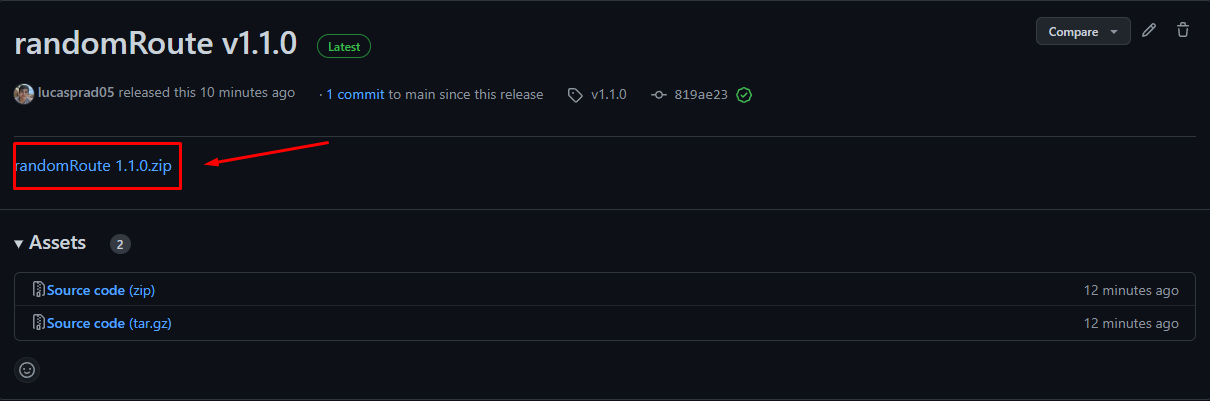 randomRoute v1.1.0 Latest Compare
lucasprad05 released this 10 minutes ago · 1 commit to main since this release v1.1.0 819ae23
randomRoute 1.1.0.zip
Assets 2
Source code (zip) 12 minutes ago
Source code (tar.gz) 12 minutes ago